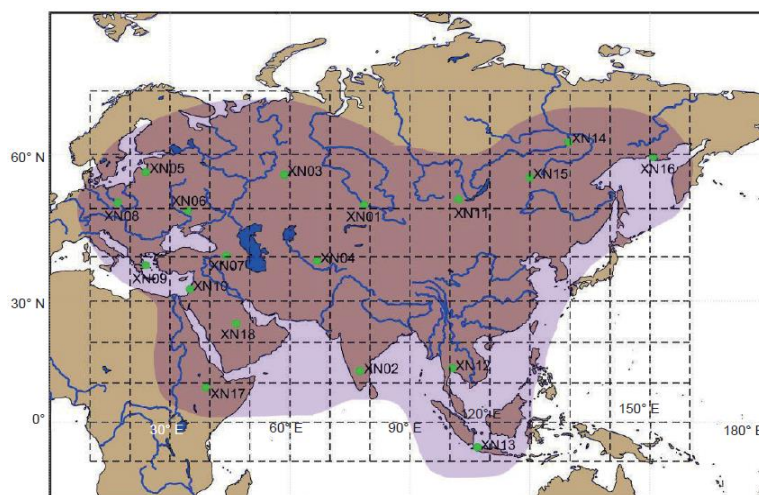 XN14
60° N
XN05
XN03
XN15
XN16
XN08
XN06
XN01
XN11
XN07
XN04
XN09
XN10
30° N
XN18
XN02
XN12
XN17
0°
30° E
60° E
90° E
120° E
150° E
180° E
XN13